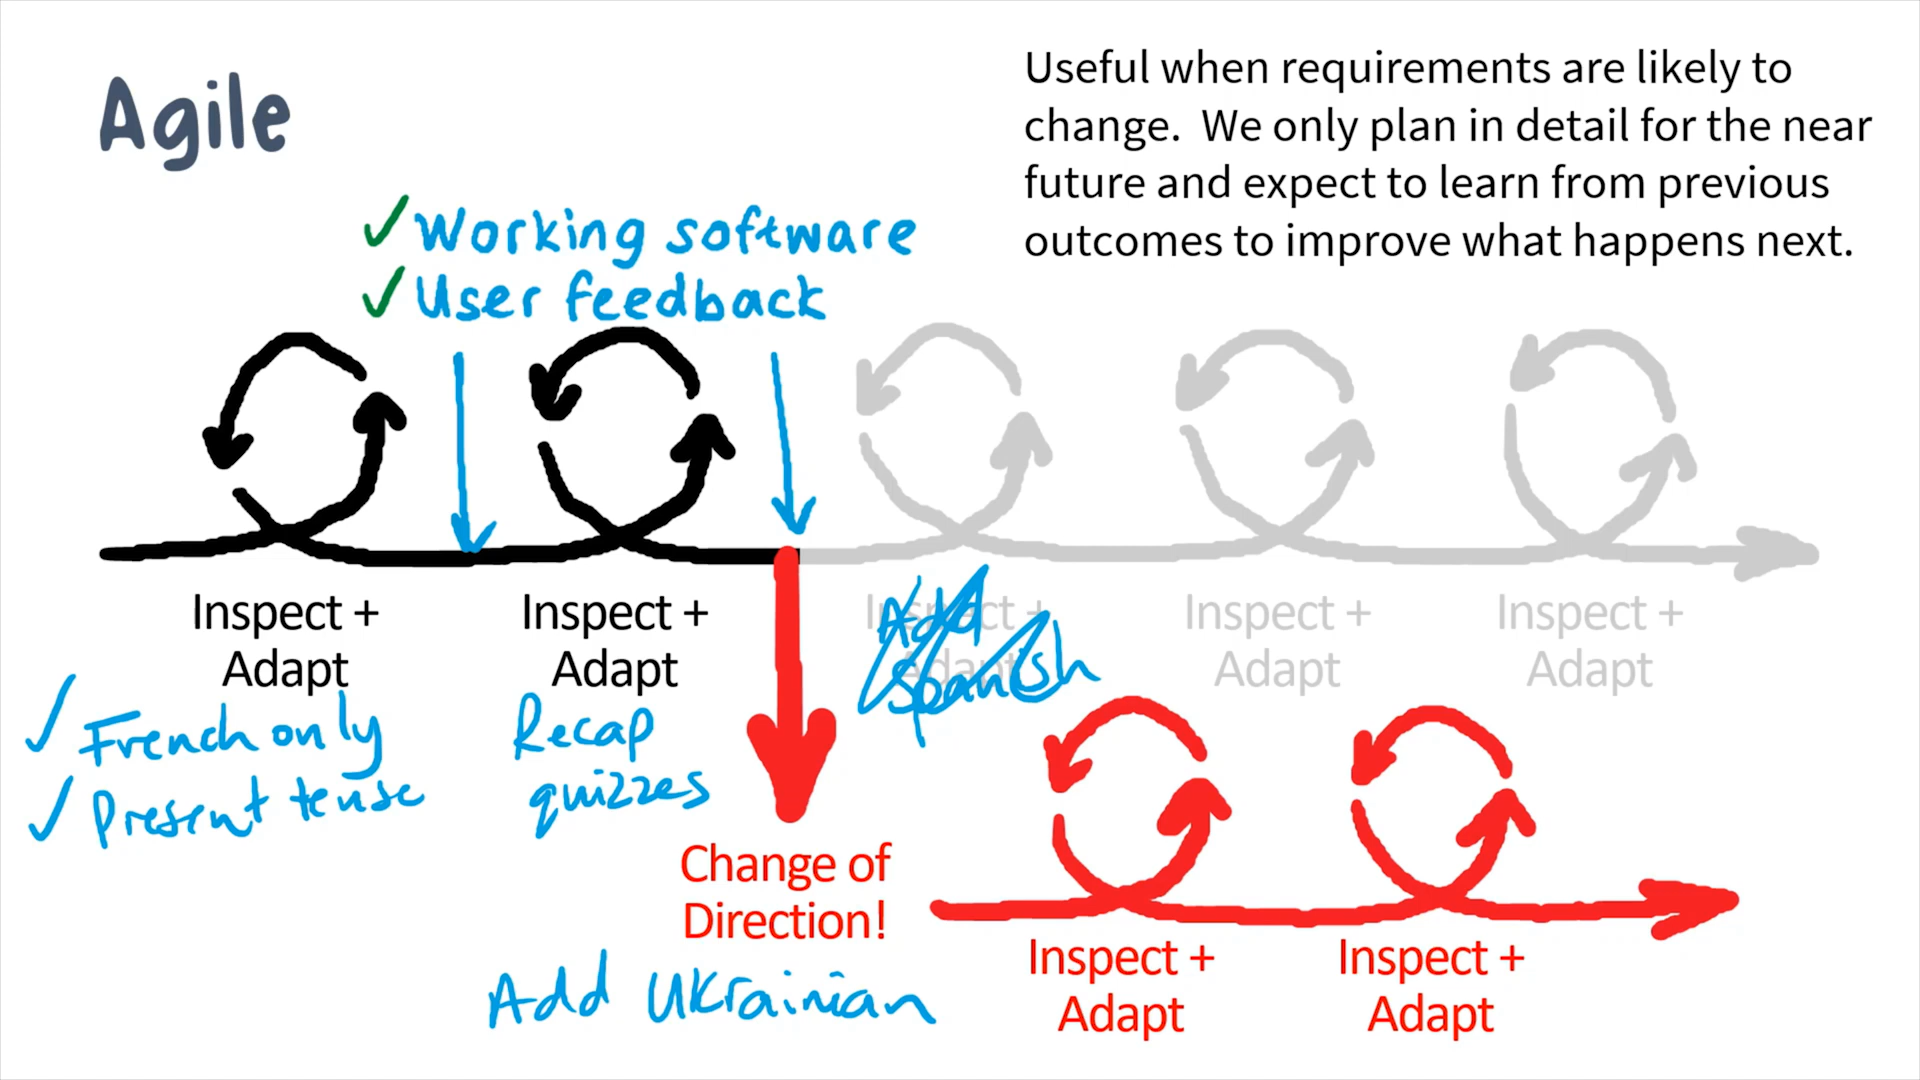 Agile
Useful when requirements are likely to
change. We only plan in detail for the near
future and expect to learn from previous
outcomes to improve what happens next.
✓ Working software
✓ User feedback
Inspect +
Adapt
Inspect +
Adapt
Inspect +
Adapt
Inspect +
Adapt
Inspect +
Adapt
Add
Spanish
✓ French only
✓ Present tense
Recap
quizzes
Change of
Direction!
Add Ukrainian
Inspect +
Adapt
Inspect +
Adapt